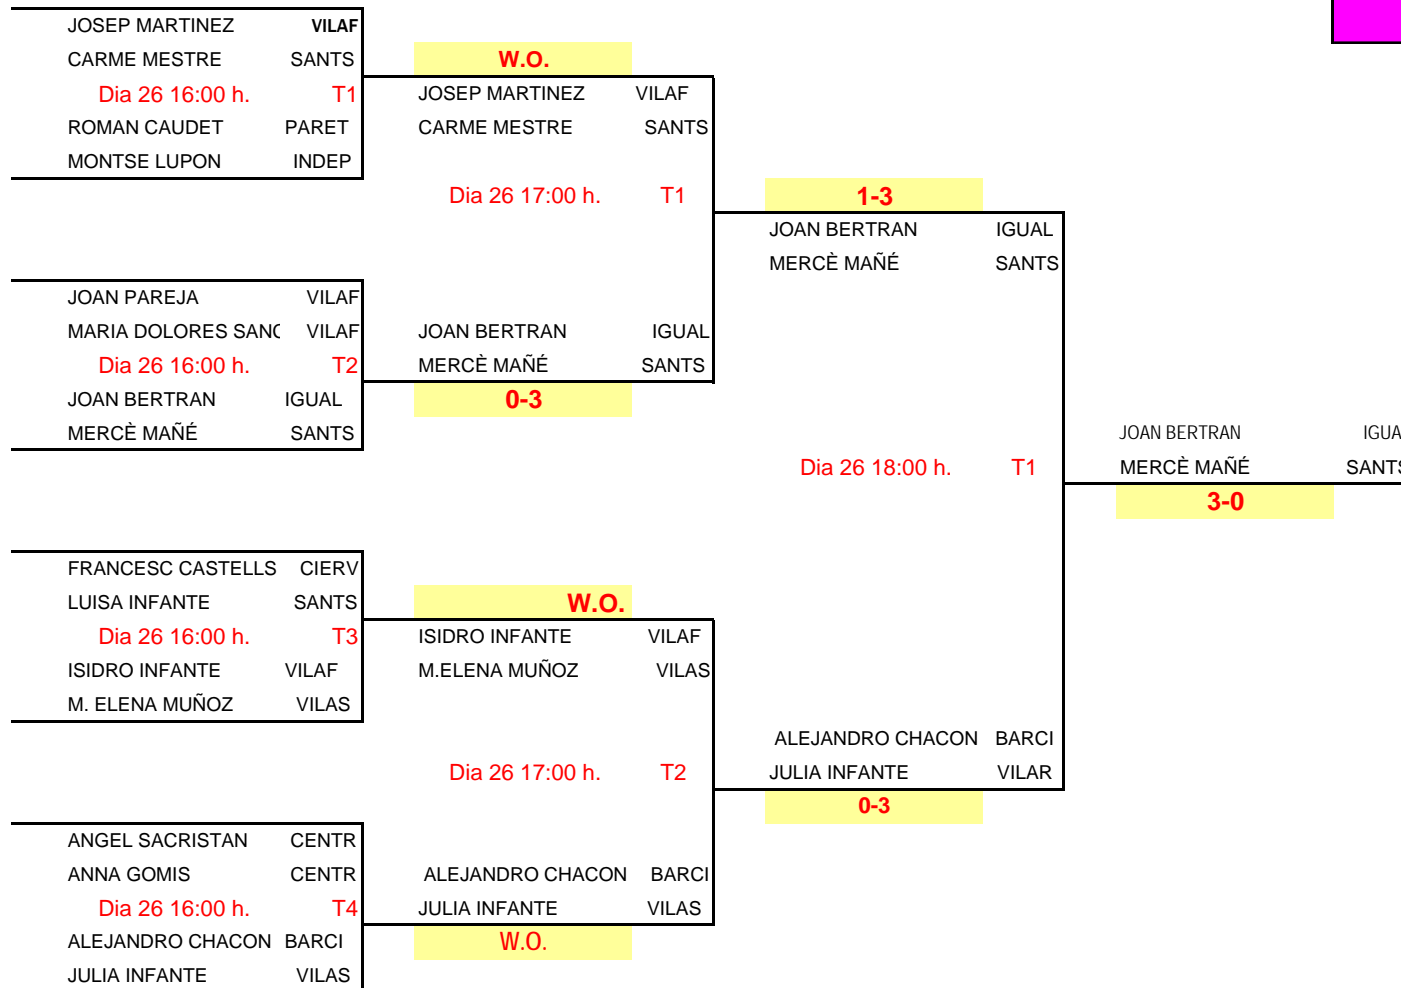 JOSEP MARTINEZ VILAF
CARME MESTRE SANTS
Dia 26 16:00 h. T1
ROMAN CAUDET PARET
MONTSE LUPON INDEP
JOAN PAREJA VILAF
MARIA DOLORES SANC VILAF
Dia 26 16:00 h. T2
JOAN BERTRAN IGUAL
MERCÈ MAÑÉ SANTS
FRANCESC CASTELLS CIERV
LUISA INFANTE SANTS
Dia 26 16:00 h. T3
ISIDRO INFANTE VILAF
M. ELENA MUÑOZ VILAS
ANGEL SACRISTAN CENTR
ANNA GOMIS CENTR
Dia 26 16:00 h. T4
ALEJANDRO CHACON BARCI
JULIA INFANTE VILAS
W.O.
JOSEP MARTINEZ VILAF
CARME MESTRE SANTS
Dia 26 17:00 h. T1
JOAN BERTRAN IGUAL
MERCÈ MAÑÉ SANTS
0-3
W.O.
ISIDRO INFANTE VILAF
M.ELENA MUÑOZ VILAS
Dia 26 17:00 h. T2
ALEJANDRO CHACON BARCI
JULIA INFANTE VILAS
W.O.
1-3
JOAN BERTRAN IGUAL
MERCÈ MAÑÉ SANTS
Dia 26 18:00 h. T1
ALEJANDRO CHACON BARCI
JULIA INFANTE VILAR
0-3
JOAN BERTRAN IGUA
MERCÈ MAÑÉ SANTS
3-0